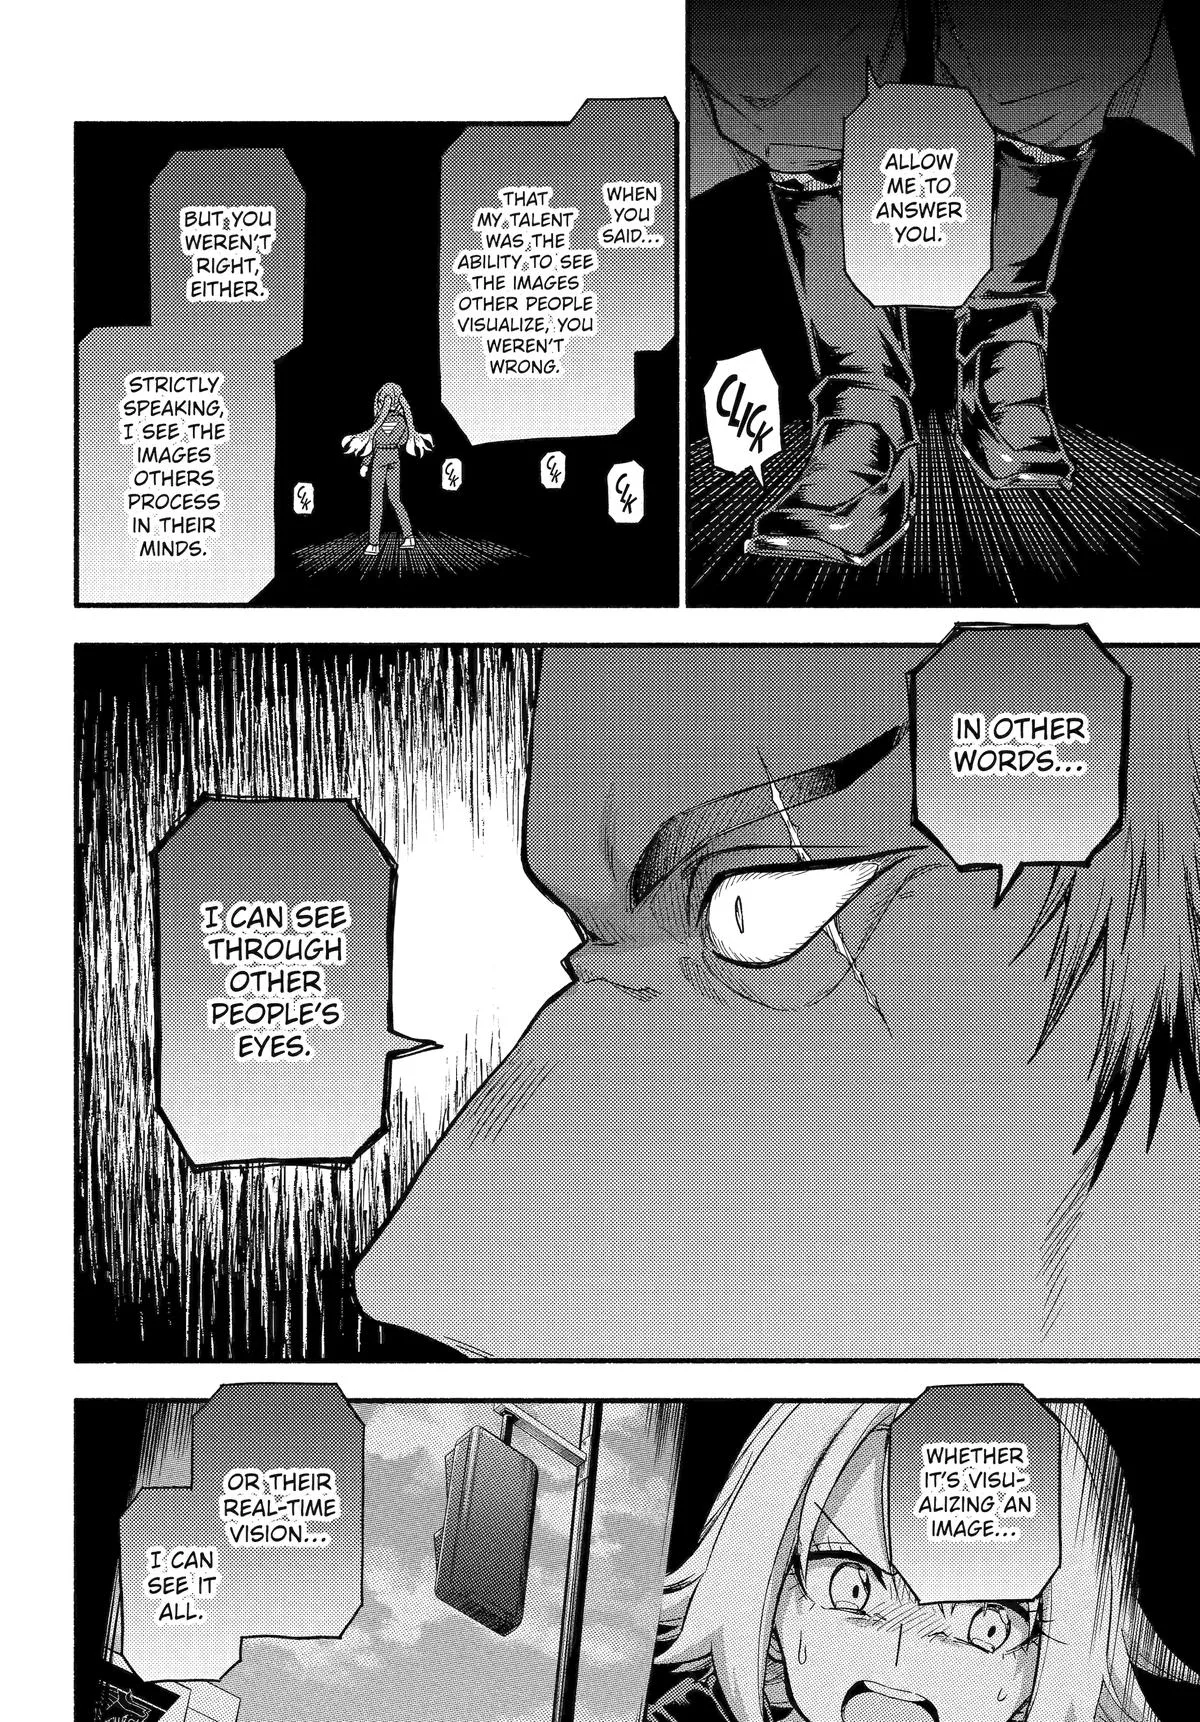 ALLOW
ME TO
ANSWER
YOU.
CLICK
WHEN
YOU
SAID...
THAT
MY TALENT
WAS THE
ABILITY TO SEE
THE IMAGES
OTHER PEOPLE
VISUALIZE, YOU
WEREN'T
WRONG.
CLK
CLK
CLK
CLK
BUT YOU
WEREN'T
RIGHT,
EITHER.
STRICTLY
SPEAKING,
I SEE THE
IMAGES
OTHERS
PROCESS
IN THEIR
MINDS.
IN OTHER
WORDS...
I CAN SEE
THROUGH
OTHER
PEOPLE'S
EYES.
WHETHER
IT'S VISU-
ALIZING AN
IMAGE...
OR THEIR
REAL-TIME
VISION...
I CAN
SEE IT
ALL.